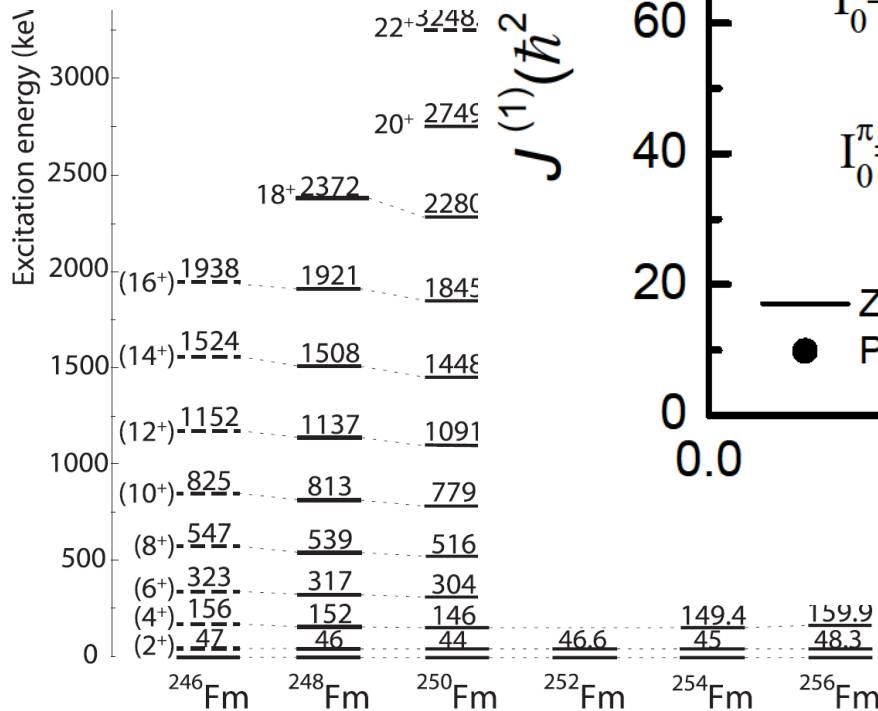 Excitation energy (keV
3000
2500
2000
1500
1000
500
0
22⁺ 3248.
20⁺ 2749
18⁺ 2372 2280
(16⁺) 1938 1921 1845
(14⁺) 1524 1508 1448
(12⁺) 1152 1137 1091
(10⁺) 825 813 779
(8⁺) 547 539 516
(6⁺) 323 317 304
(4⁺) 156 152 146 149.4 159.9
(2⁺) 47 46 44 46.6 45 48.3
²⁴⁶Fm ²⁴⁸Fm ²⁵⁰Fm ²⁵²Fm ²⁵⁴Fm ²⁵⁶Fm
J⁽¹⁾(ħ²
60
40
20
0
0.0
I₀
I₀^π
Z
P